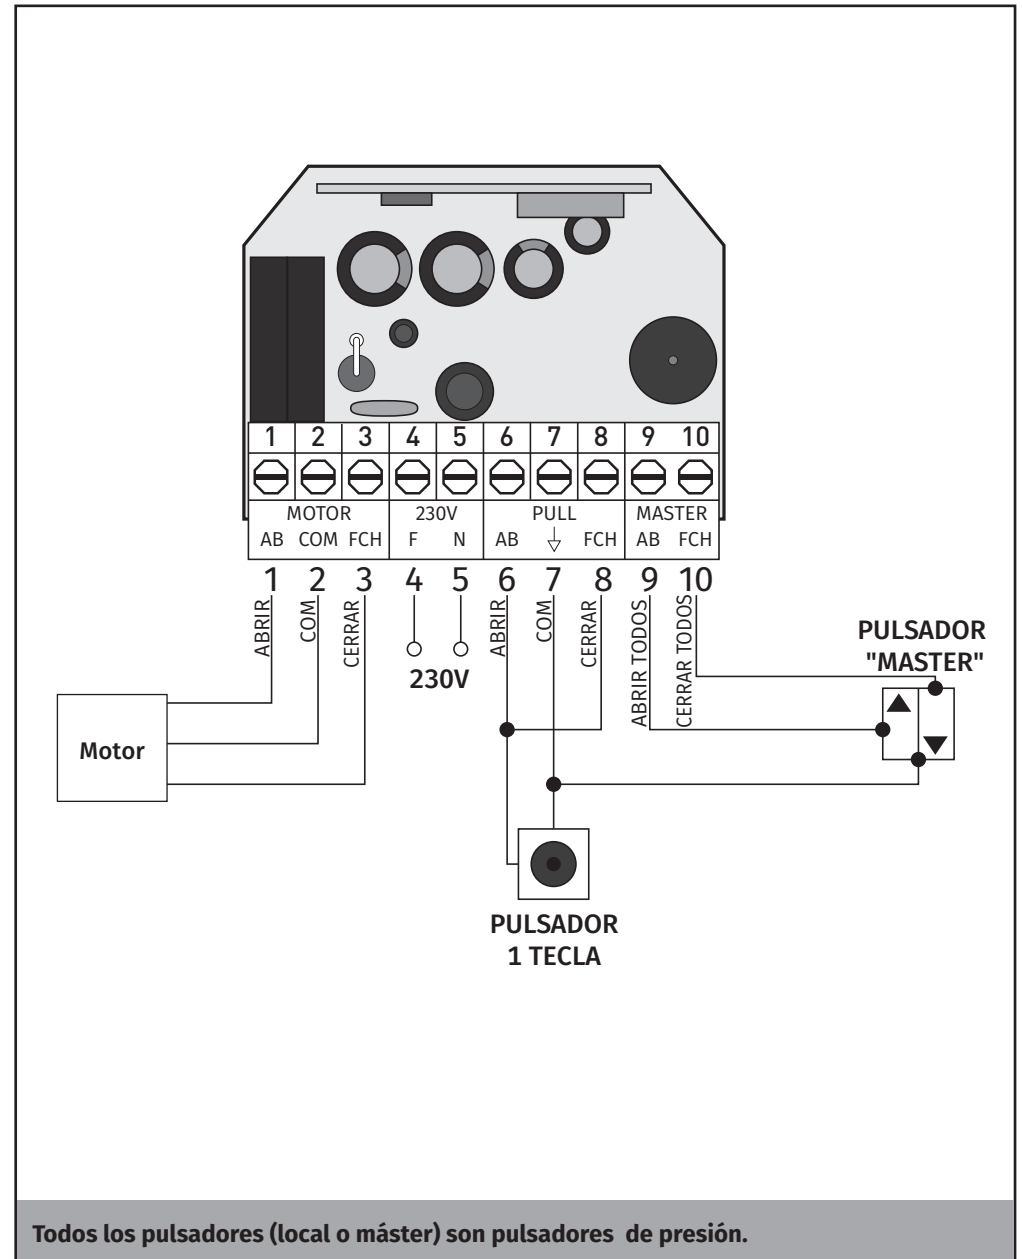 1 2 3 4 5 6 7 8 9 10
MOTOR 230V PULL MASTER
AB COM FCH F N AB FCH AB FCH
1 2 3 4 5 6 7 8 9 10
ABRIR
COM
CERRAR
230V
ABRIR
COM
CERRAR
ABRIR TODOS
CERRAR TODOS
PULSADOR
"MASTER"
Motor
PULSADOR
1 TECLA
Todos los pulsadores (local o máster) son pulsadores de presión.